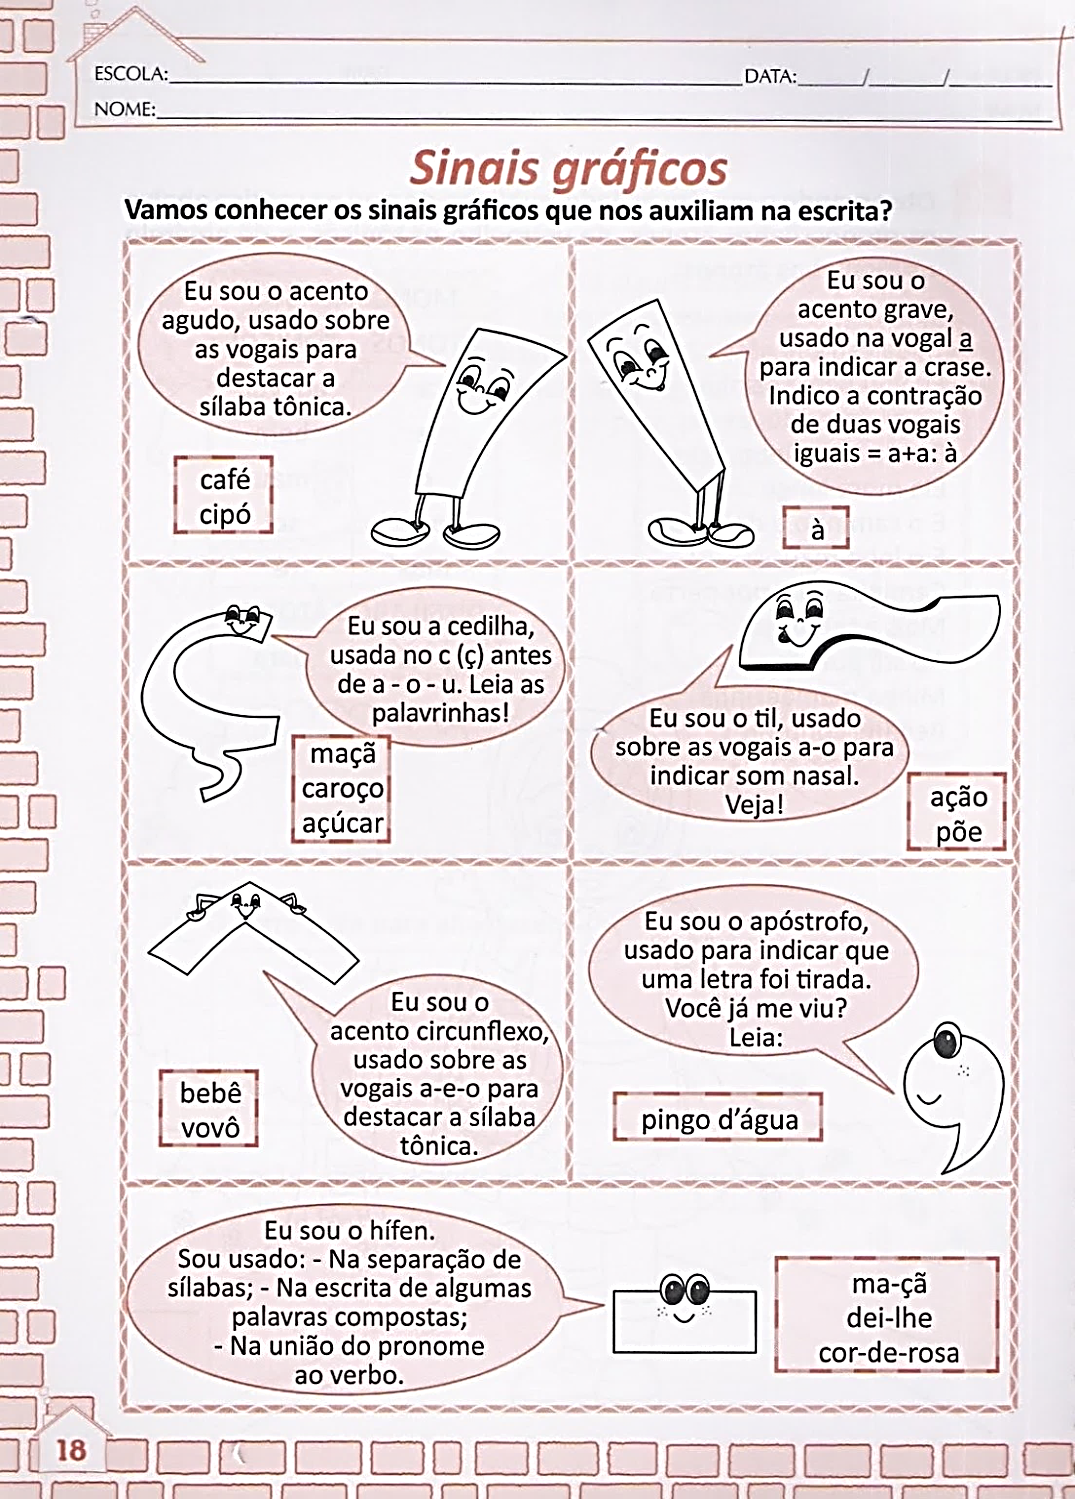 ESCOLA: DATA: / /
NOME:
Sinais gráficos
Vamos conhecer os sinais gráficos que nos auxiliam na escrita?
Eu sou o acento
agudo, usado sobre
as vogais para
destacar a
sílaba tônica.
café
cipó
Eu sou o
acento grave,
usado na vogal a
para indicar a crase.
Indico a contração
de duas vogais
iguais = a+a: à
à
Eu sou a cedilha,
usada no c (ç) antes
de a - o - u. Leia as
palavrinhas!
maçã
caroço
açúcar
Eu sou o til, usado
sobre as vogais a-o para
indicar som nasal.
Veja!
ação
põe
Eu sou o
acento circunflexo,
usado sobre as
vogais a-e-o para
destacar a sílaba
tônica.
bebê
vovô
Eu sou o apóstrofo,
usado para indicar que
uma letra foi tirada.
Você já me viu?
Leia:
pingo d’água
Eu sou o hífen.
Sou usado: - Na separação de
sílabas; - Na escrita de algumas
palavras compostas;
- Na união do pronome
ao verbo.
ma-çã
dei-lhe
cor-de-rosa
18